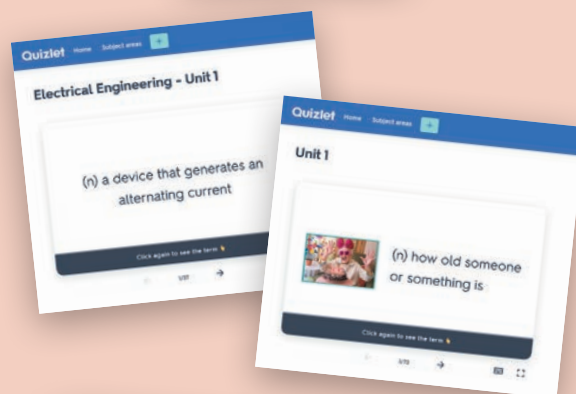 Quizlet Home Subject areas +
Electrical Engineering - Unit 1
(n) a device that generates an
alternating current
Click again to see the term
Quizlet Home Subject areas +
Unit 1
(n) how old someone
or something is
Click again to see the term